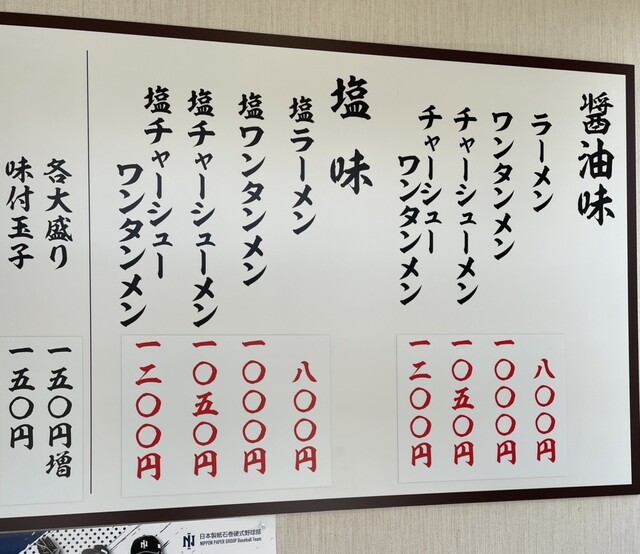 醤油味
ラーメン
八〇〇円
ワンタンメン
一〇〇〇円
チャーシューメン
一〇五〇円
チャーシュー
ワンタンメン
一二〇〇円
塩味
塩ラーメン
八〇〇円
塩ワンタンメン
一〇〇〇円
塩チャーシューメン
一〇五〇円
塩チャーシュー
ワンタンメン
一二〇〇円
各大盛り
一五〇円増
味付玉子
一五〇円
日本製紙石巻硬式野球部
NIPPON PAPER GROUP Baseball Team